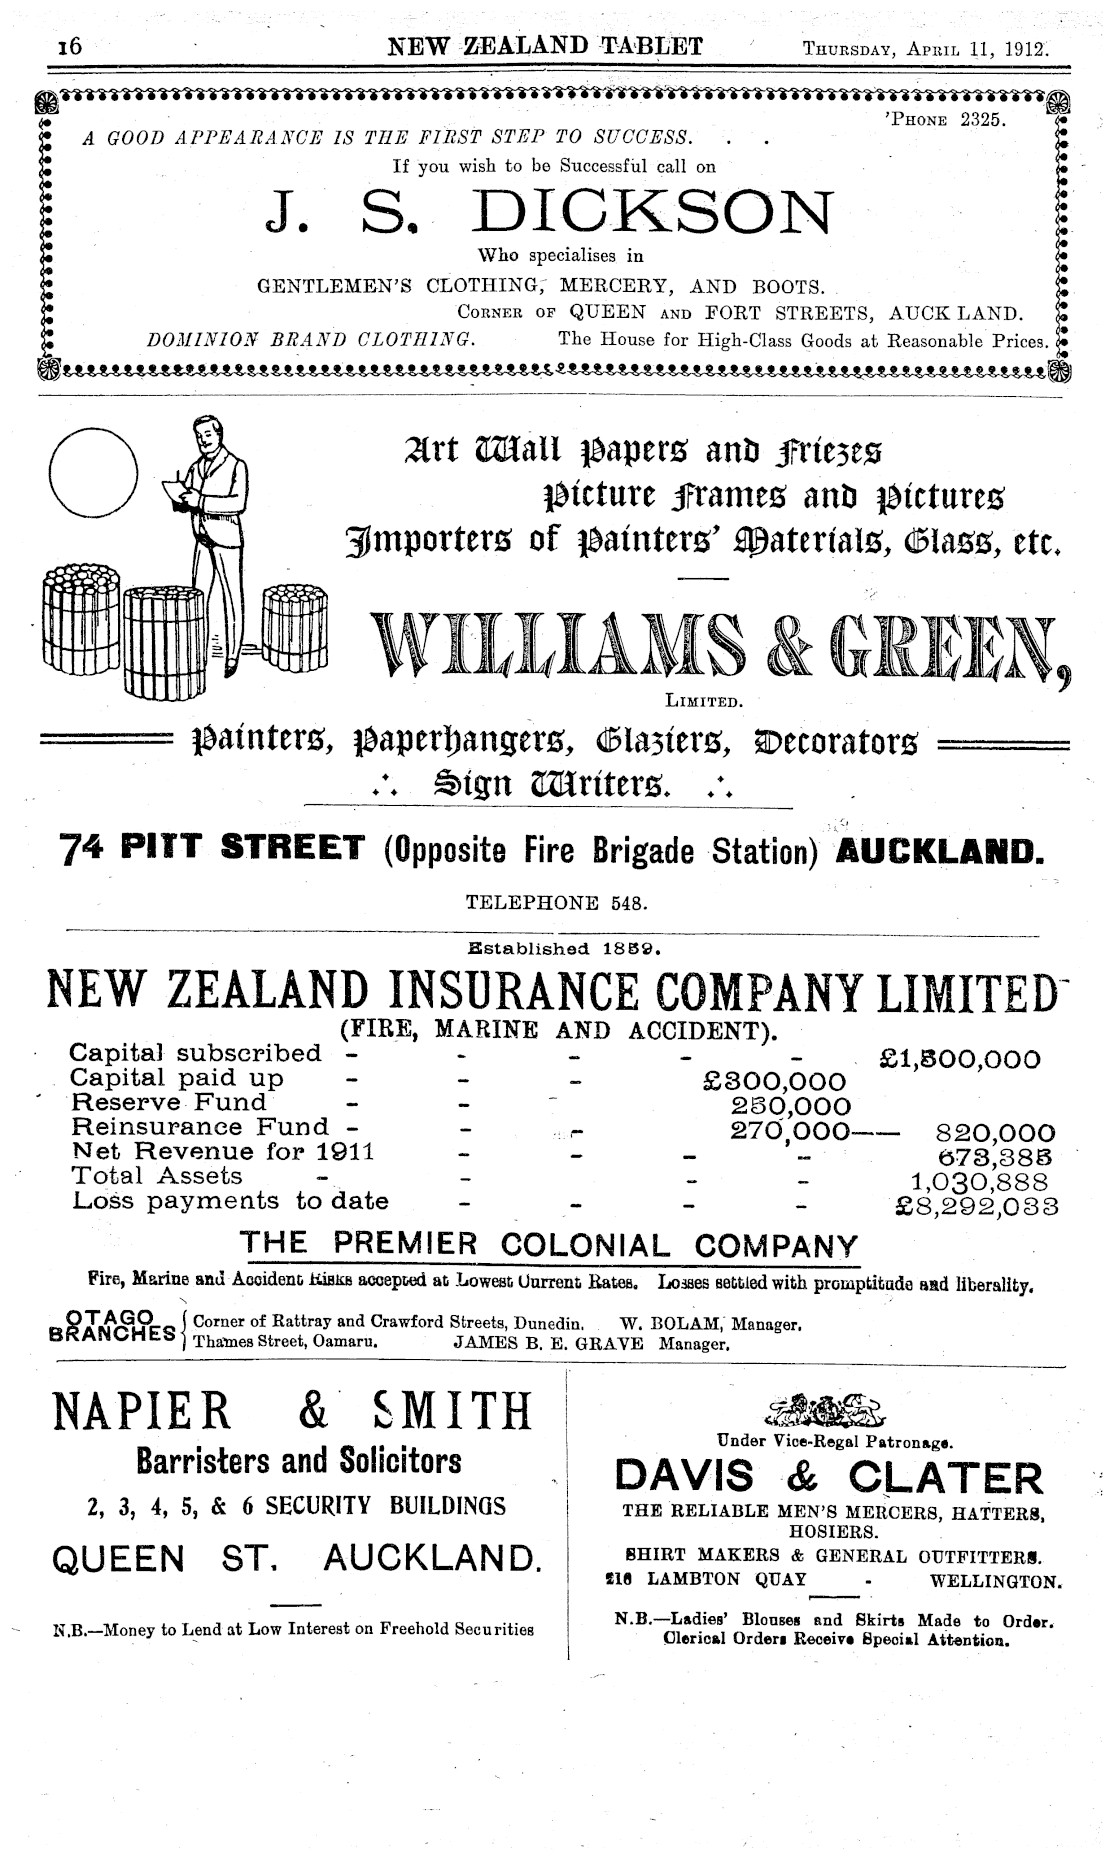 16 NEW ZEALAND TABLET THURSDAY, APRIL 11, 1912.
'PHONE 2325.
A GOOD APPEARANCE IS THE FIRST STEP TO SUCCESS. . .
If you wish to be Successful call on
J. S. DICKSON
Who specialises in
GENTLEMEN'S CLOTHING, MERCERY, AND BOOTS.
CORNER OF QUEEN AND FORT STREETS, AUCKLAND.
DOMINION BRAND CLOTHING. The House for High-Class Goods at Reasonable Prices.
Art Wall Papers and Friezes
Picture Frames and Pictures
Importers of Painters' Materials, Glass, etc.
WILLIAMS & GREEN,
LIMITED.
Painters, Paperhangers, Glaziers, Decorators
∴ Sign Writers. ∴
74 PITT STREET (Opposite Fire Brigade Station) AUCKLAND.
TELEPHONE 548.
Established 1859.
NEW ZEALAND INSURANCE COMPANY LIMITED
(FIRE, MARINE AND ACCIDENT).
Capital subscribed - - - - - £1,500,000
Capital paid up - - - £300,000
Reserve Fund - - - 250,000
Reinsurance Fund - - - 270,000—— 820,000
Net Revenue for 1911 - - - - 673,385
Total Assets - - - - 1,030,888
Loss payments to date - - - - £8,292,033
THE PREMIER COLONIAL COMPANY
Fire, Marine and Accident Risks accepted at Lowest Current Rates. Losses settled with promptitude and liberality.
OTAGO BRANCHES { Corner of Rattray and Crawford Streets, Dunedin. W. BOLAM, Manager.
Thames Street, Oamaru. JAMES B. E. GRAVE Manager.
NAPIER & SMITH
Barristers and Solicitors
2, 3, 4, 5, & 6 SECURITY BUILDINGS
QUEEN ST. AUCKLAND.
N.B.—Money to Lend at Low Interest on Freehold Securities
Under Vice-Regal Patronage.
DAVIS & CLATER
THE RELIABLE MEN'S MERCERS, HATTERS,
HOSIERS.
SHIRT MAKERS & GENERAL OUTFITTERS.
216 LAMBTON QUAY - WELLINGTON.
N.B.—Ladies' Blouses and Skirts Made to Order.
Clerical Orders Receive Special Attention.